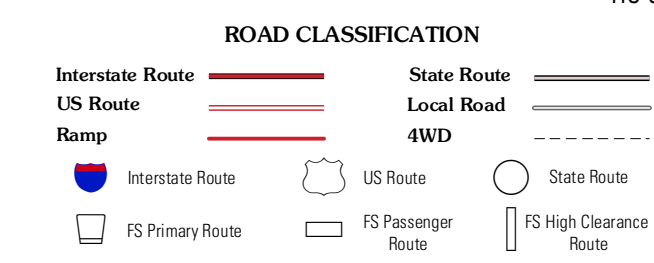 ROAD CLASSIFICATION
Interstate Route
State Route
US Route
Local Road
Ramp
4WD
Interstate Route
US Route
State Route
FS Primary Route
FS Passenger
Route
FS High Clearance
Route